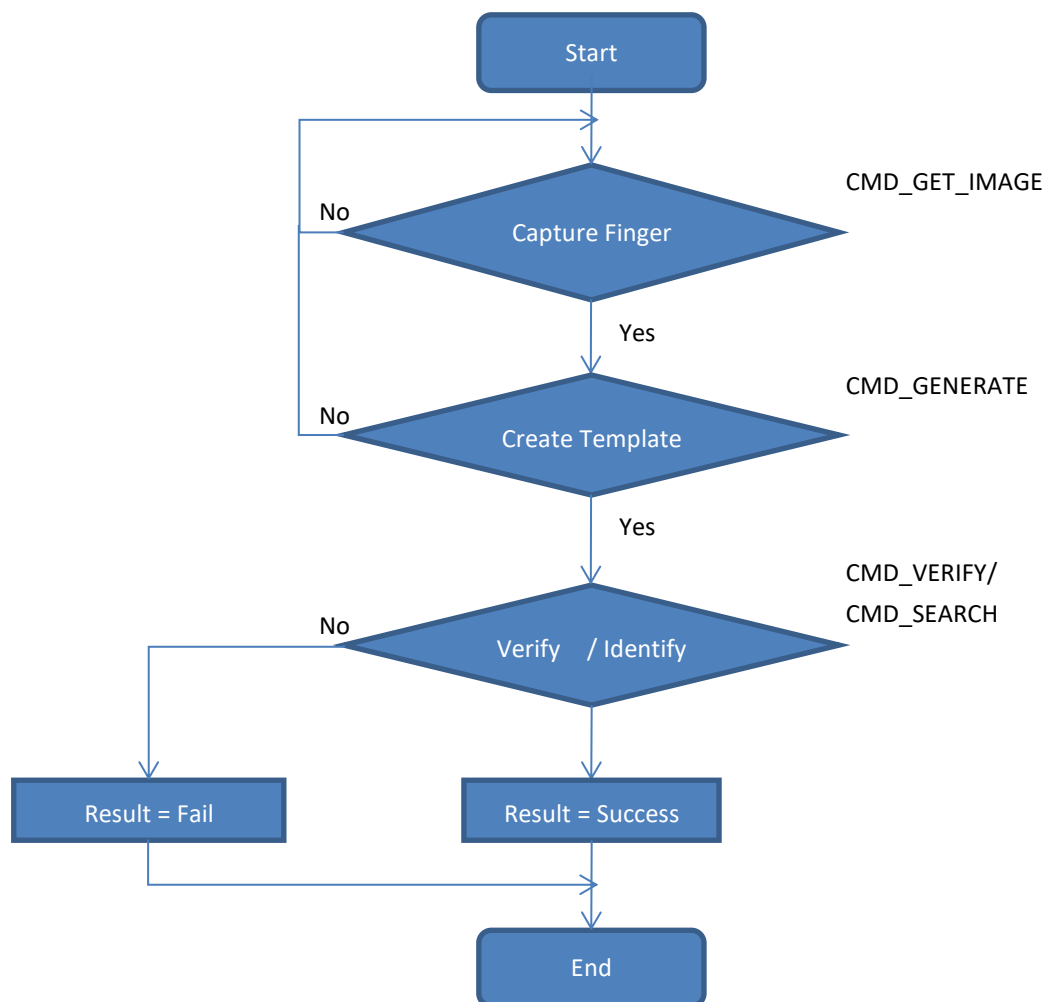 Start
CMD_GET_IMAGE
No
Capture Finger
Yes
CMD_GENERATE
No
Create Template
Yes
CMD_VERIFY/
CMD_SEARCH
No
Verify / Identify
Result = Fail
Result = Success
End